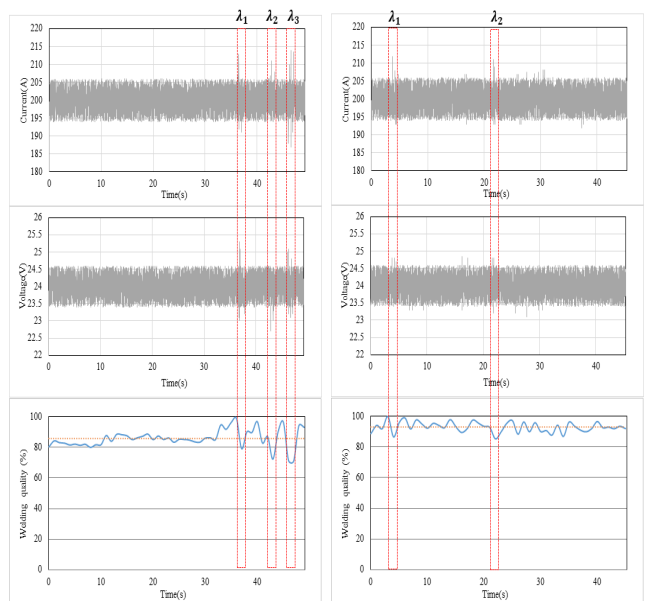 λ1 λ2 λ3
220
215
210
205
200
195
190
185
180
Current(A)
0 10 20 30 40
Time(s)
26
25.5
25
24.5
24
23.5
23
22.5
22
Voltage(V)
0 10 20 30 40
Time(s)
100
80
60
40
20
0
Welding quality (%)
0 10 20 30 40
Time(s)
λ1 λ2
220
215
210
205
200
195
190
185
180
Current(A)
0 10 20 30 40
Time(s)
26
25.5
25
24.5
24
23.5
23
22.5
22
Voltage(V)
0 10 20 30 40
Time(s)
100
80
60
40
20
0
Welding quality (%)
0 10 20 30 40
Time(s)